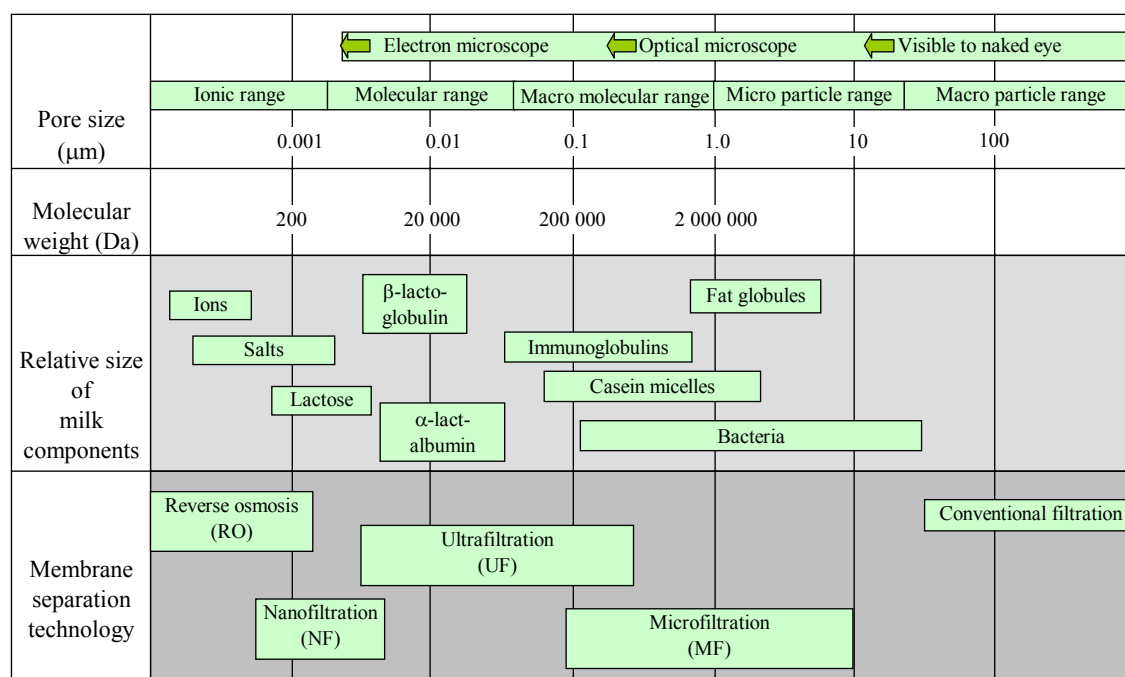 Electron microscope
Optical microscope
Visible to naked eye
Ionic range
Molecular range
Macro molecular range
Micro particle range
Macro particle range
Pore size
(μm)
0.001
0.01
0.1
1.0
10
100
Molecular
weight (Da)
200
20 000
200 000
2 000 000
Relative size
of
milk
components
Ions
β-lacto-
globulin
Fat globules
Salts
Immunoglobulins
Lactose
Casein micelles
α-lact-
albumin
Bacteria
Membrane
separation
technology
Reverse osmosis
(RO)
Conventional filtration
Ultrafiltration
(UF)
Nanofiltration
(NF)
Microfiltration
(MF)